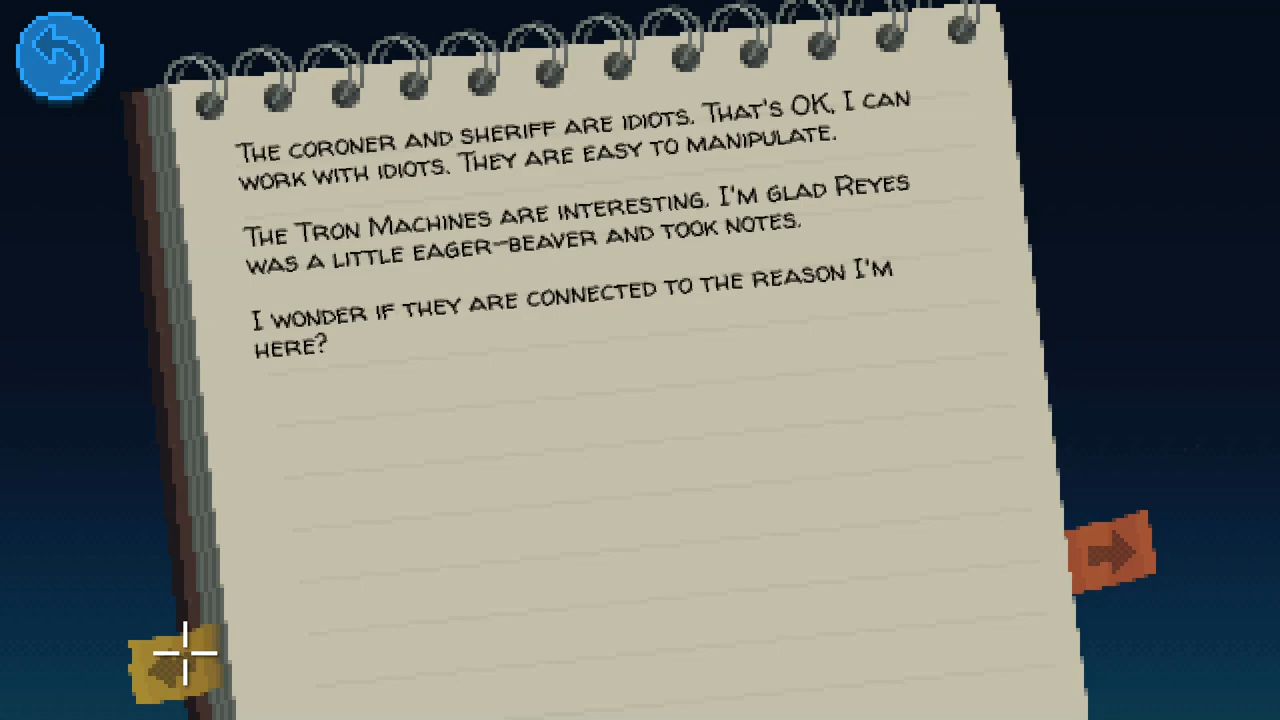 The coroner and sheriff are idiots. That's OK, I can
work with idiots. They are easy to manipulate.
The Tron Machines are interesting. I'm glad Reyes
was a little eager-beaver and took notes.
I wonder if they are connected to the reason I'm
here?